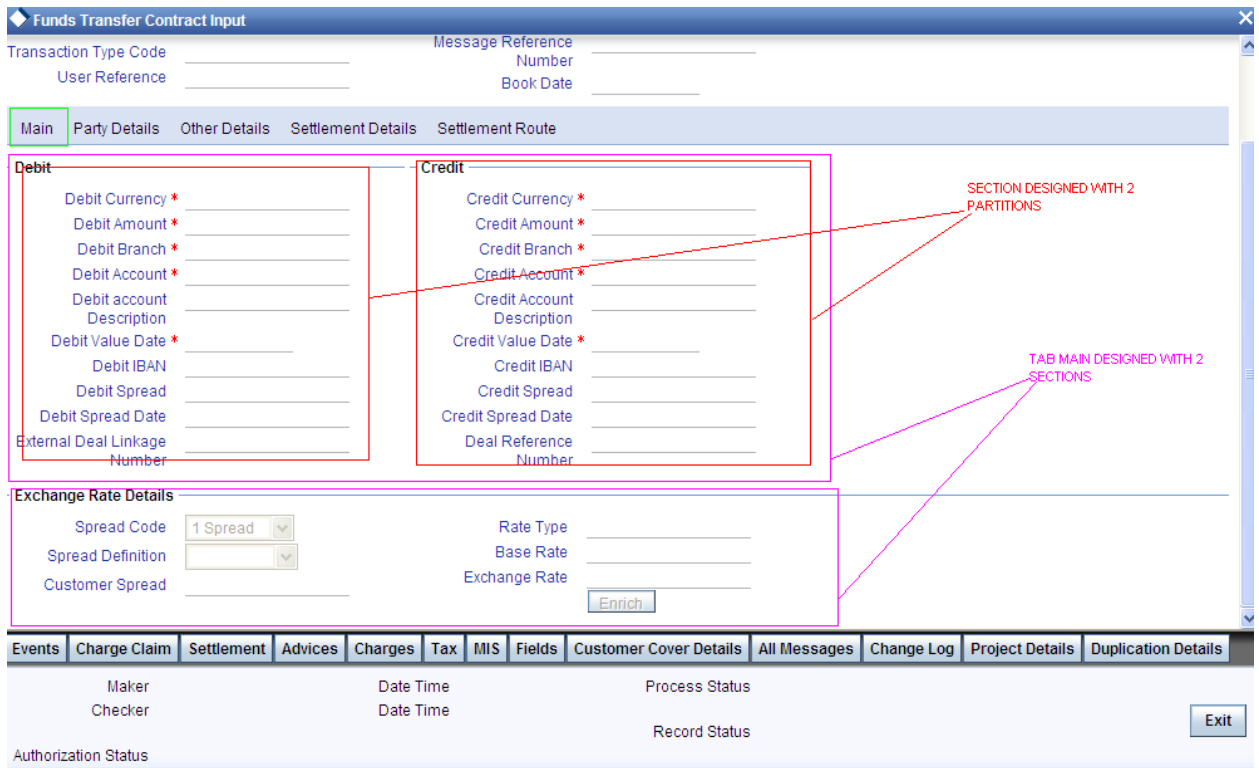 Funds Transfer Contract Input
Transaction Type Code
User Reference
Message Reference
Number
Book Date
Main Party Details Other Details Settlement Details Settlement Route
Debit
Debit Currency *
Debit Amount *
Debit Branch *
Debit Account *
Debit account
Description
Debit Value Date *
Debit IBAN
Debit Spread
Debit Spread Date
External Deal Linkage
Number
Credit
Credit Currency *
Credit Amount *
Credit Branch *
Credit Account *
Credit Account
Description
Credit Value Date *
Credit IBAN
Credit Spread
Credit Spread Date
Deal Reference
Number
SECTION DESIGNED WITH 2
PARTITIONS
TAB MAIN DESIGNED WITH 2
SECTIONS
Exchange Rate Details
Spread Code 1 Spread
Spread Definition
Customer Spread
Rate Type
Base Rate
Exchange Rate
Enrich
Events Charge Claim Settlement Advices Charges Tax MIS Fields Customer Cover Details All Messages Change Log Project Details Duplication Details
Maker Date Time Process Status
Checker Date Time
Record Status
Exit
Authorization Status